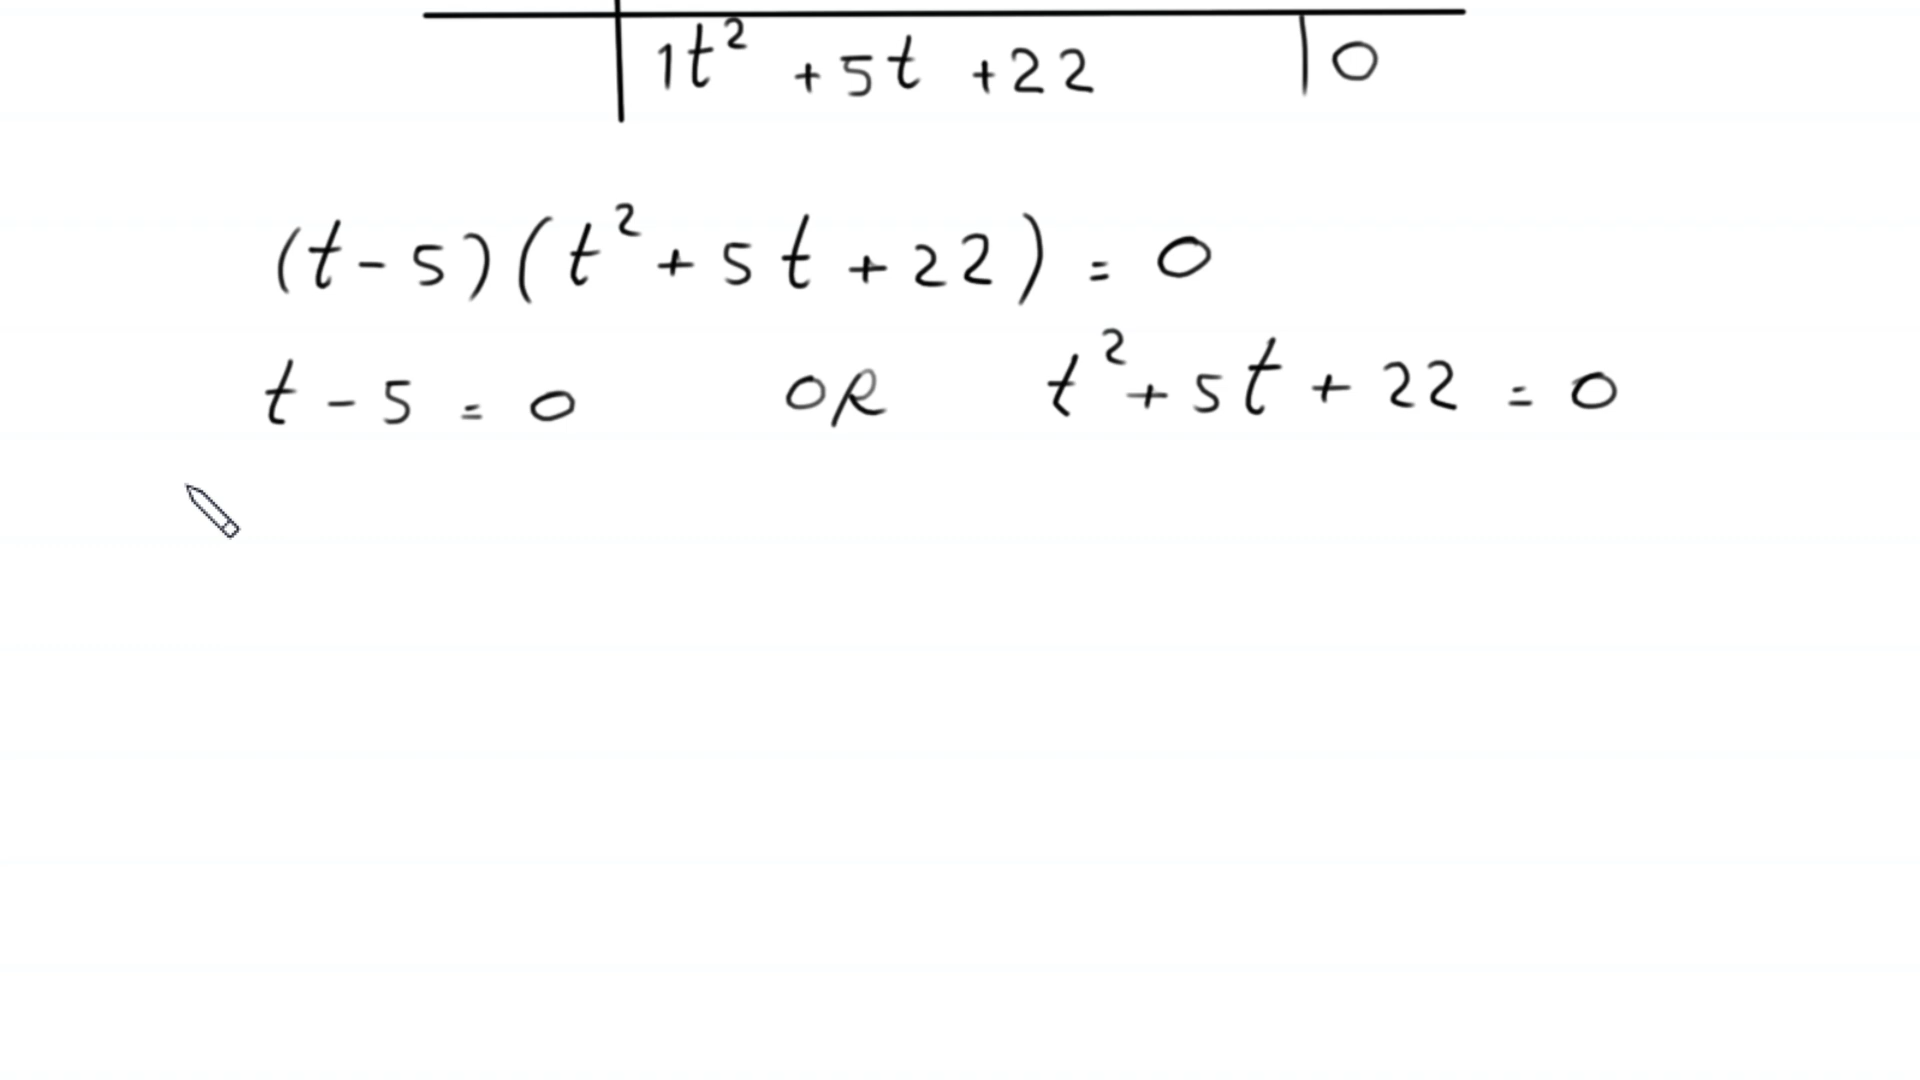 1t² +5t +22 | 0
(t-5)(t²+5t+22) = 0
t-5=0 OR t²+5t+22=0